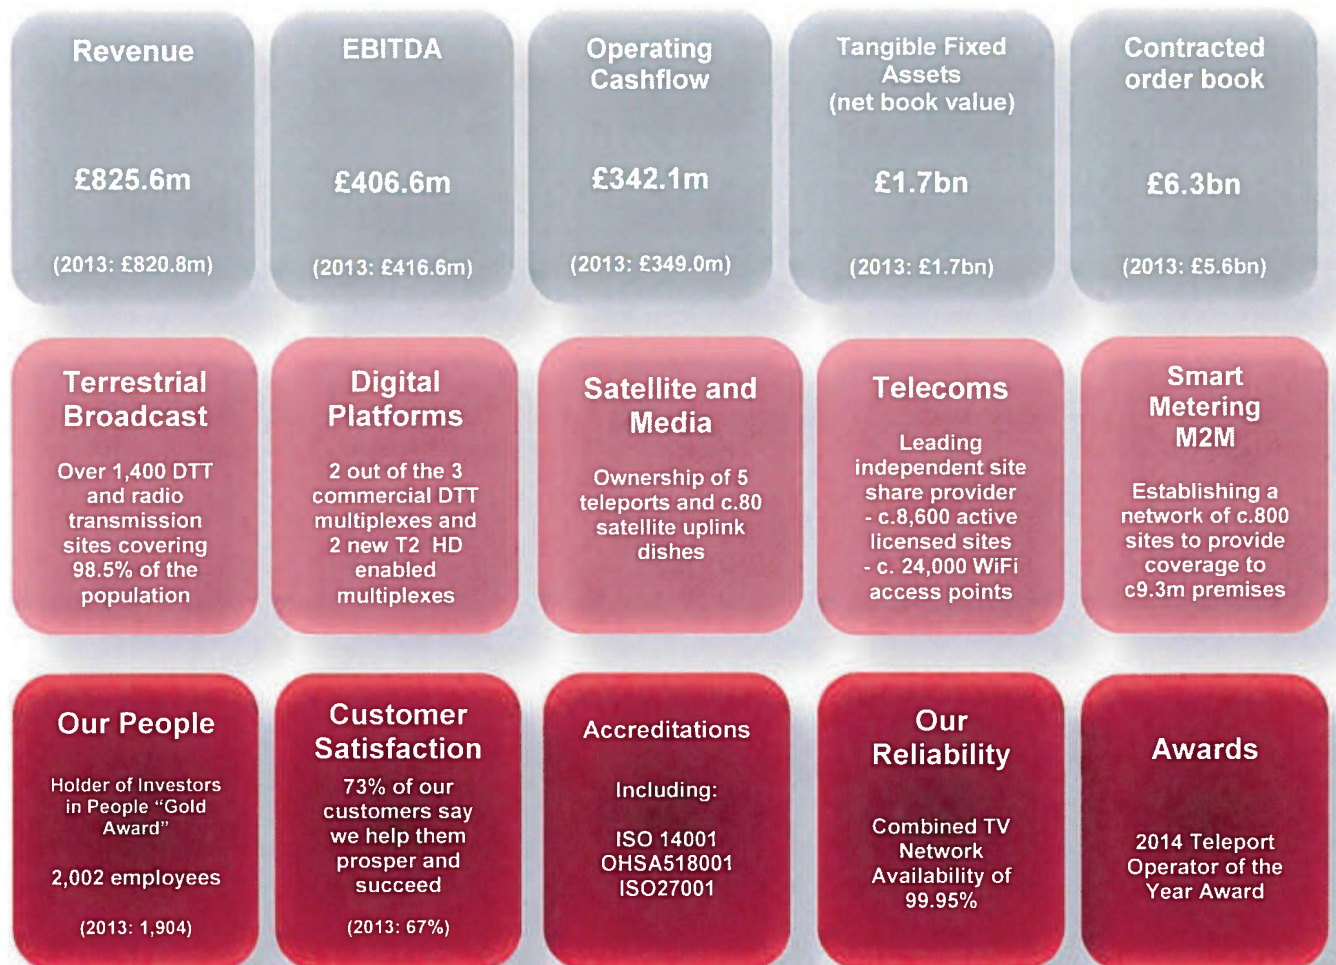 Revenue
£825.6m
(2013: £820.8m)
EBITDA
£406.6m
(2013: £416.6m)
Operating
Cashflow
£342.1m
(2013: £349.0m)
Tangible Fixed
Assets
(net book value)
£1.7bn
(2013: £1.7bn)
Contracted
order book
£6.3bn
(2013: £5.6bn)
Terrestrial
Broadcast
Over 1,400 DTT
and radio
transmission
sites covering
98.5% of the
population
Digital
Platforms
2 out of the 3
commercial DTT
multiplexes and
2 new T2 HD
enabled
multiplexes
Satellite and
Media
Ownership of 5
teleports and c.80
satellite uplink
dishes
Telecoms
Leading
independent site
share provider
- c.8,600 active
licensed sites
- c. 24,000 WiFi
access points
Smart
Metering
M2M
Establishing a
network of c.800
sites to provide
coverage to
c9.3m premises
Our People
Holder of Investors
in People “Gold
Award”
2,002 employees
(2013: 1,904)
Customer
Satisfaction
73% of our
customers say
we help them
prosper and
succeed
(2013: 67%)
Accreditations
Including:
ISO 14001
OHSA518001
ISO27001
Our
Reliability
Combined TV
Network
Availability of
99.95%
Awards
2014 Teleport
Operator of the
Year Award